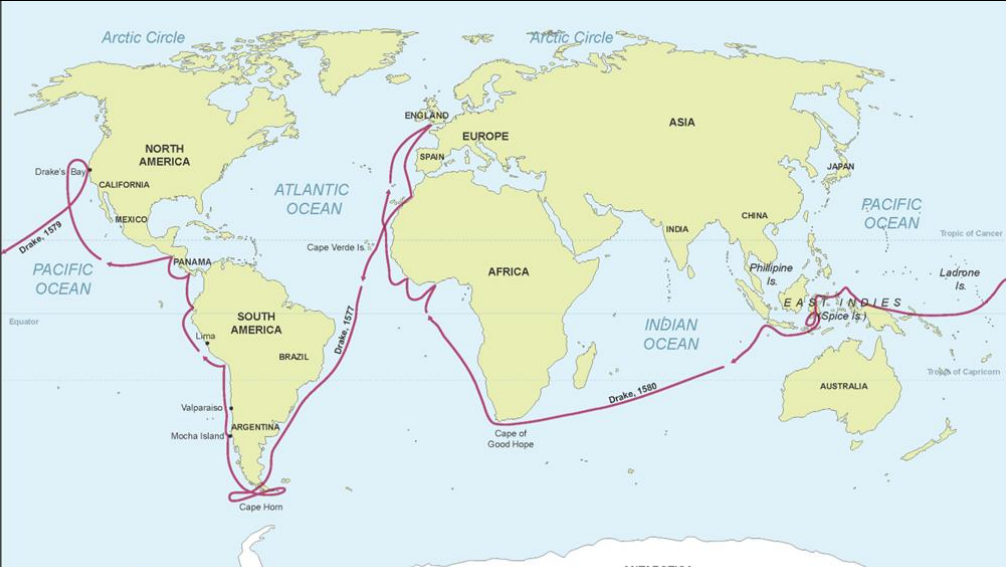 Arctic Circle
Arctic Circle
ENGLAND
EUROPE
ASIA
NORTH
AMERICA
SPAIN
Drake's Bay
CALIFORNIA
JAPAN
ATLANTIC
OCEAN
MEXICO
CHINA
PACIFIC
OCEAN
INDIA
Drake, 1579
Tropic of Cancer
Cape Verde Is.
PANAMA
PACIFIC
OCEAN
AFRICA
Phillipine
Is.
Ladrone
Is.
EAST INDIES
(Spice Is.)
Equator
SOUTH
AMERICA
Drake, 1577
INDIAN
OCEAN
Lima
BRAZIL
Tropic of Capricorn
AUSTRALIA
Drake, 1580
Valparaiso
ARGENTINA
Mocha Island
Cape of
Good Hope
Cape Horn
ANTARCTICA